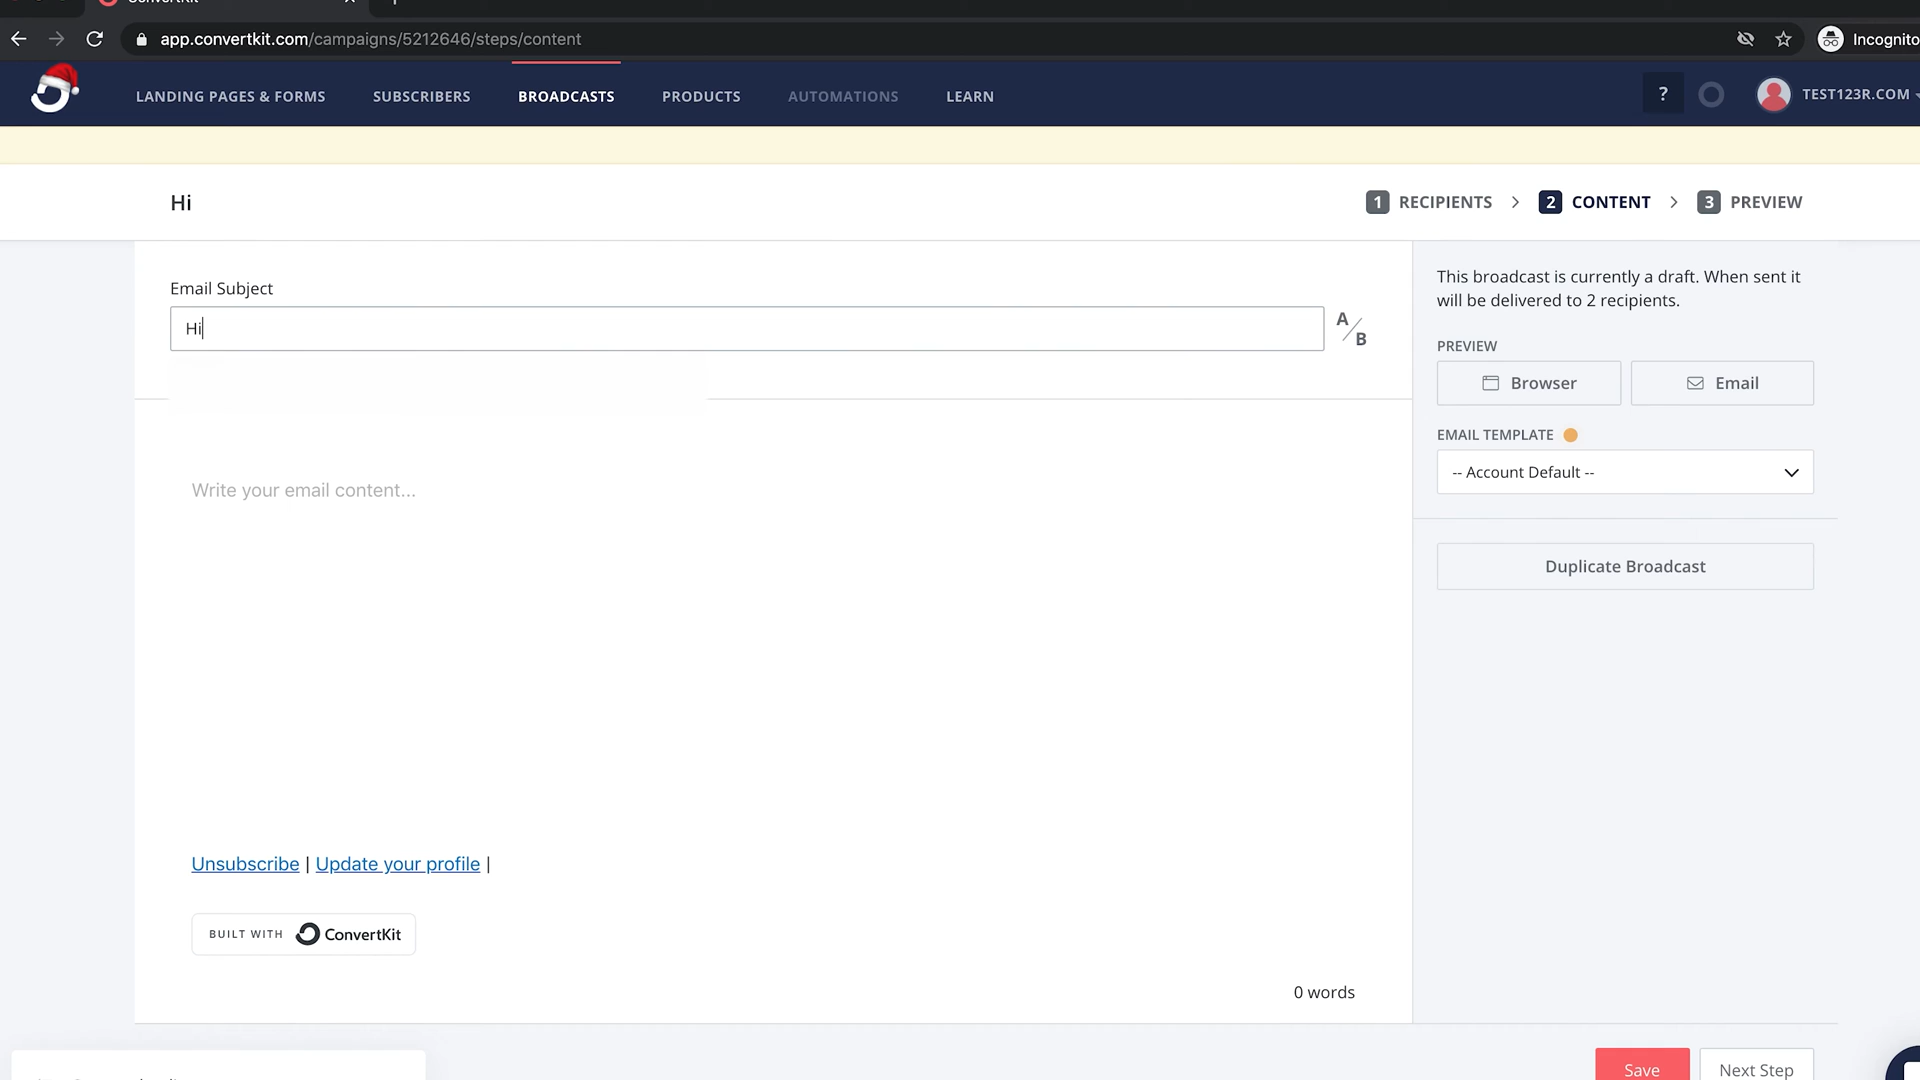 app.convertkit.com/campaigns/5212646/steps/content
Incognito
LANDING PAGES & FORMS
SUBSCRIBERS
BROADCASTS
PRODUCTS
AUTOMATIONS
LEARN
?
TEST123R.COM
Hi
1 RECIPIENTS
2 CONTENT
3 PREVIEW
Email Subject
Hi
A/B
This broadcast is currently a draft. When sent it
will be delivered to 2 recipients.
PREVIEW
Browser
Email
EMAIL TEMPLATE
-- Account Default --
Duplicate Broadcast
Write your email content...
Unsubscribe | Update your profile |
BUILT WITH ConvertKit
0 words
Save
Next Step